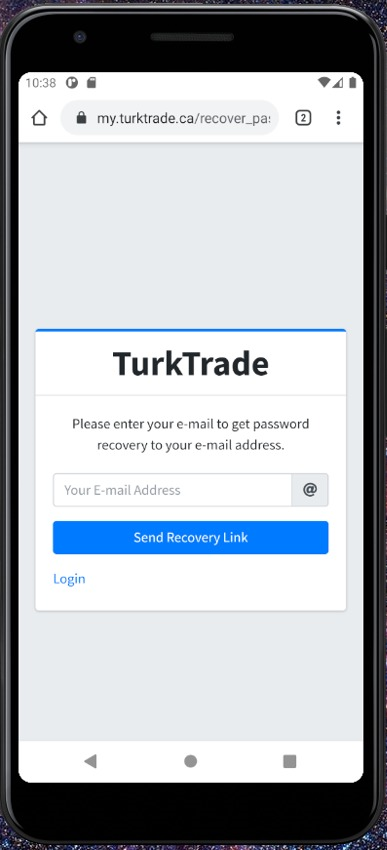 10:38
my.turktrade.ca/recover_pas
2
TurkTrade
Please enter your e-mail to get password
recovery to your e-mail address.
Your E-mail Address
@
Send Recovery Link
Login